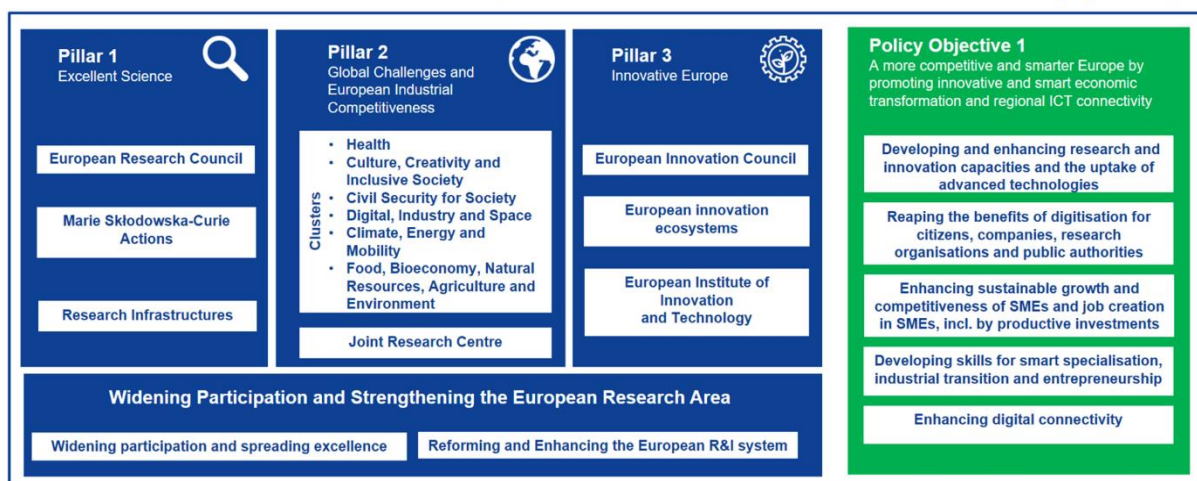 Pillar 1
Excellent Science
European Research Council
Marie Skłodowska-Curie
Actions
Research Infrastructures
Pillar 2
Global Challenges and
European Industrial
Competitiveness
Clusters
• Health
• Culture, Creativity and
Inclusive Society
• Civil Security for Society
• Digital, Industry and Space
• Climate, Energy and
Mobility
• Food, Bioeconomy, Natural
Resources, Agriculture and
Environment
Joint Research Centre
Pillar 3
Innovative Europe
European Innovation Council
European innovation
ecosystems
European Institute of
Innovation
and Technology
Widening Participation and Strengthening the European Research Area
Widening participation and spreading excellence
Reforming and Enhancing the European R&I system
Policy Objective 1
A more competitive and smarter Europe by
promoting innovative and smart economic
transformation and regional ICT connectivity
Developing and enhancing research and
innovation capacities and the uptake of
advanced technologies
Reaping the benefits of digitisation for
citizens, companies, research
organisations and public authorities
Enhancing sustainable growth and
competitiveness of SMEs and job creation
in SMEs, incl. by productive investments
Developing skills for smart specialisation,
industrial transition and entrepreneurship
Enhancing digital connectivity